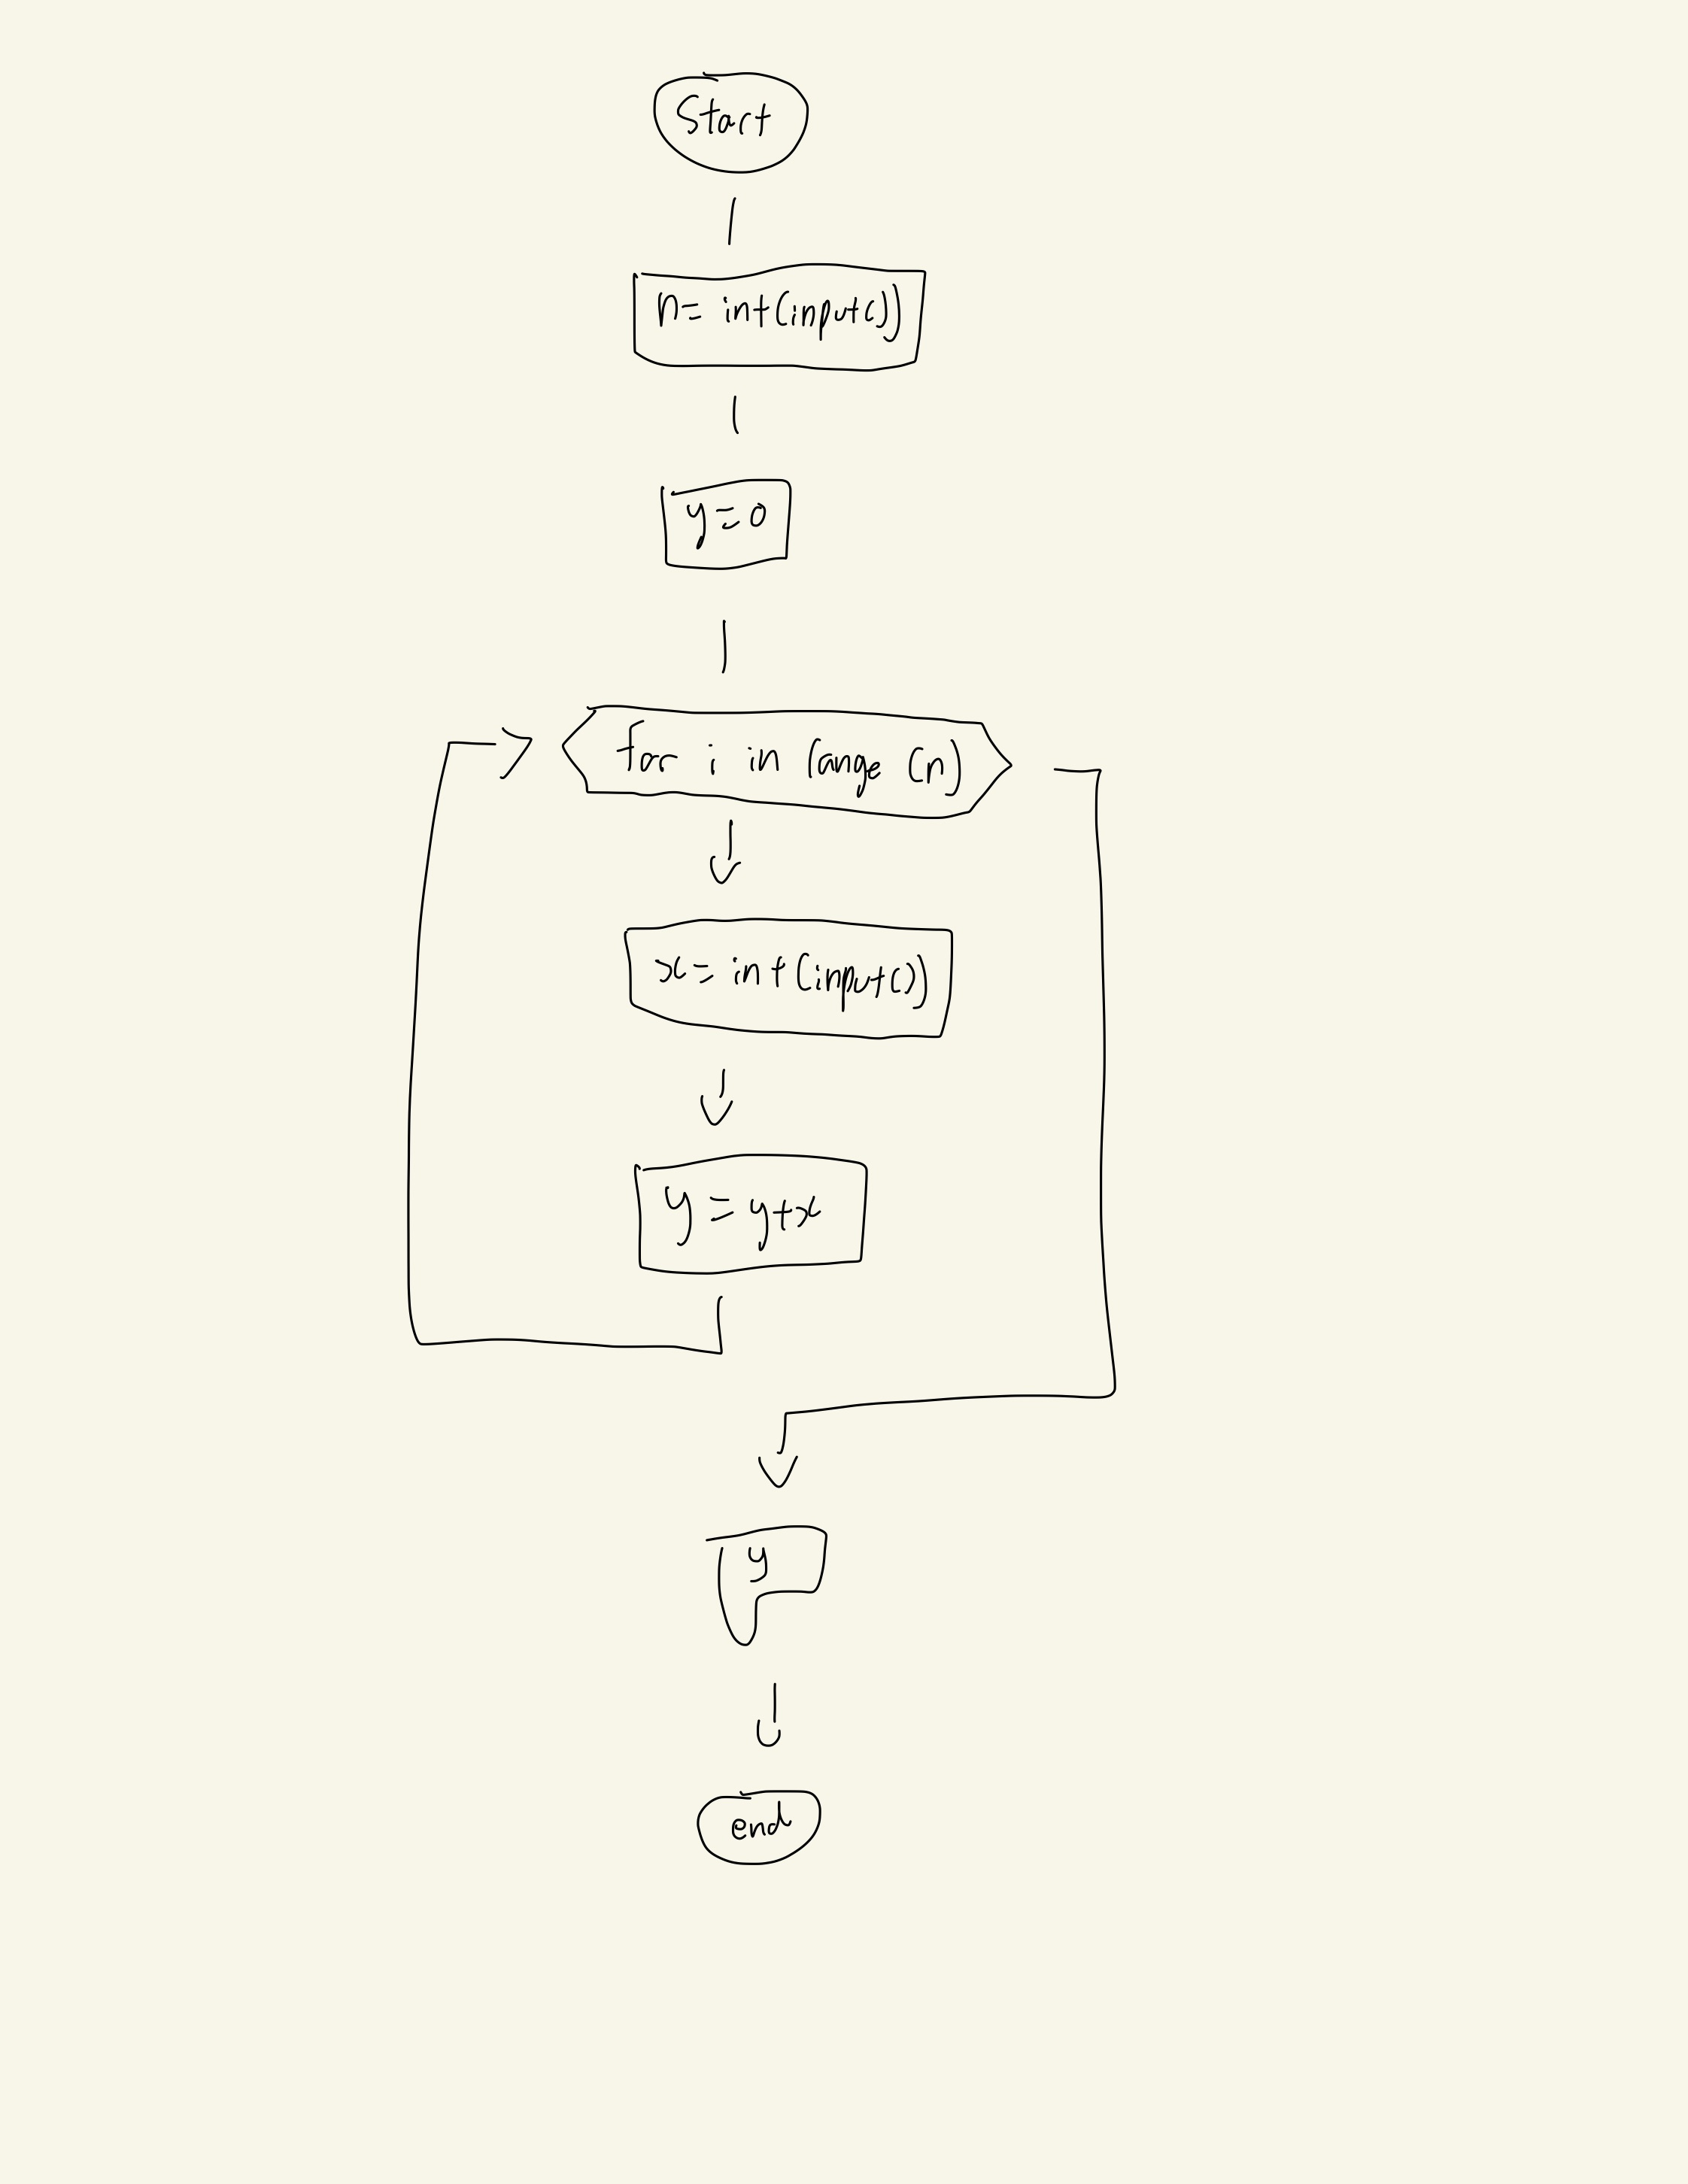 Start
n= int(input())
y=0
for i in range (n)
x= int(input())
y = y+x
y
end